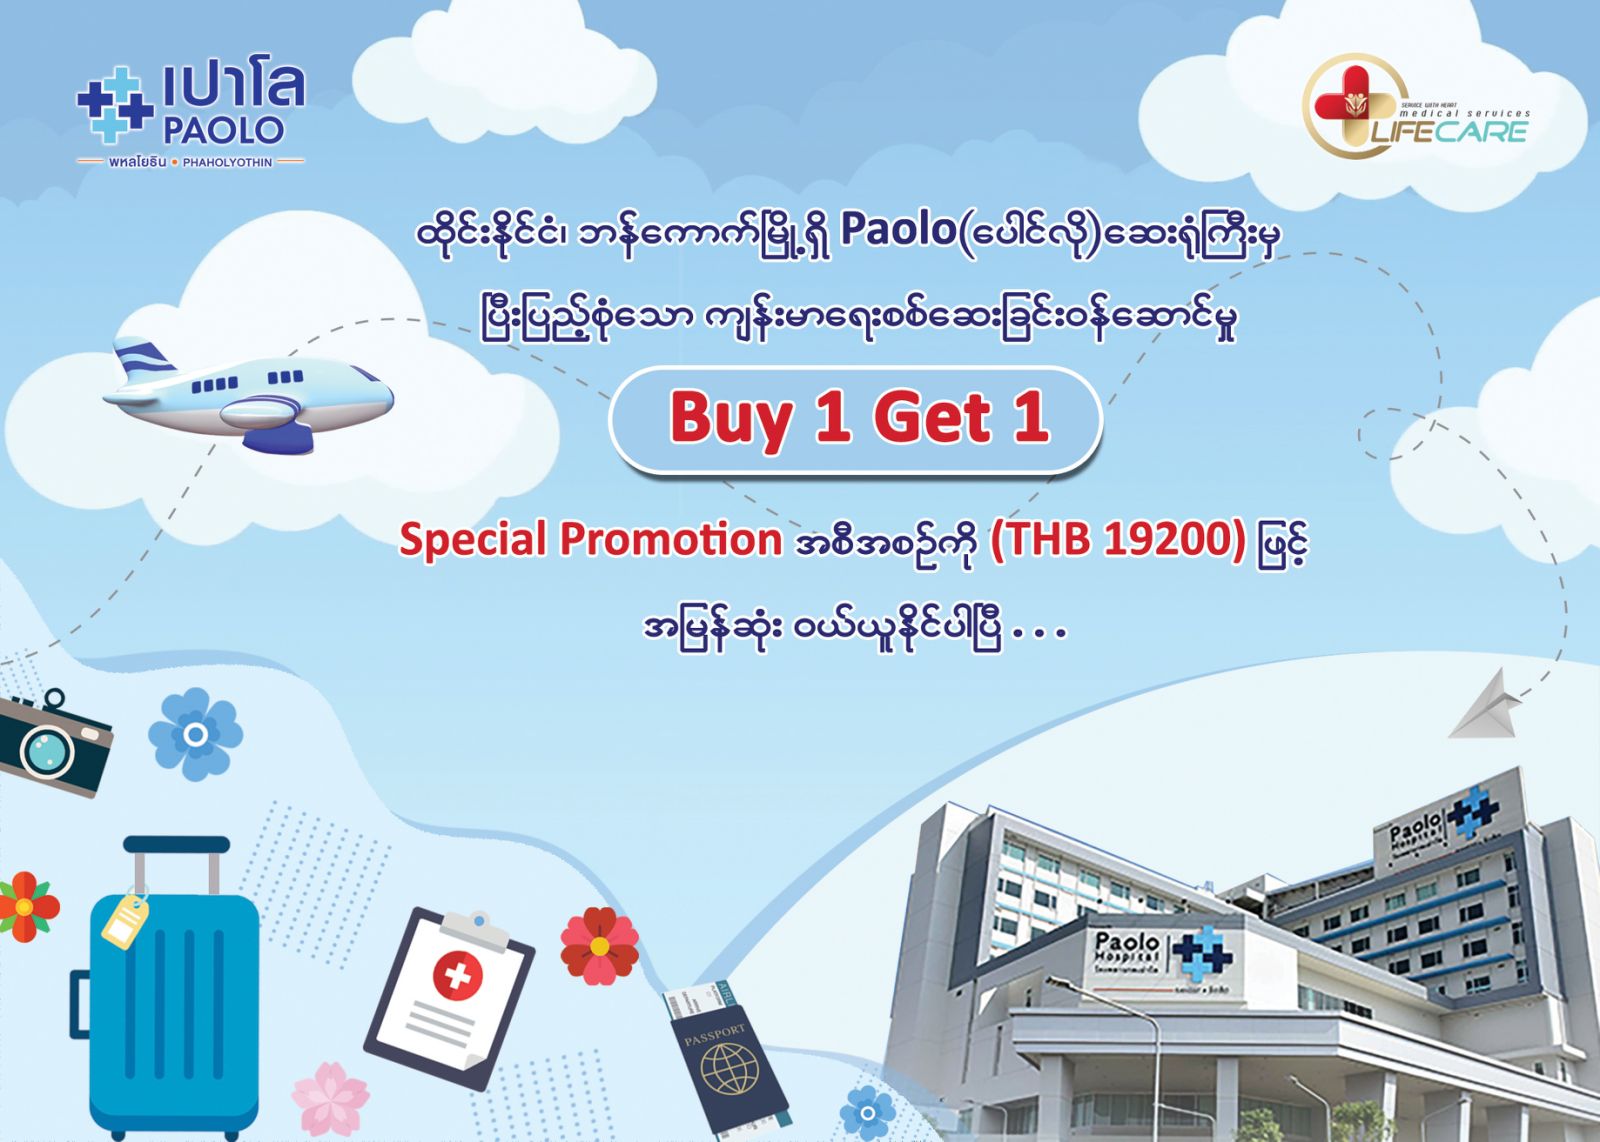 เปาโล
PAOLO
พหลโยธิน • PHAHOLYOTHIN
SERVICE WITH HEART
medical services
LIFECARE
ထိုင်းနိုင်ငံ၊ ဘန်ကောက်မြို့ရှိ Paolo(ပေါင်လို)ဆေးရုံကြီးမှ
ပြီးပြည့်စုံသော ကျန်းမာရေးစစ်ဆေးခြင်းဝန်ဆောင်မှု
Buy 1 Get 1
Special Promotion အစီအစဉ်ကို (THB 19200) ဖြင့်
အမြန်ဆုံး ဝယ်ယူနိုင်ပါပြီ . . .
Paolo
Hospital
Paolo
Hospital
PASSPORT